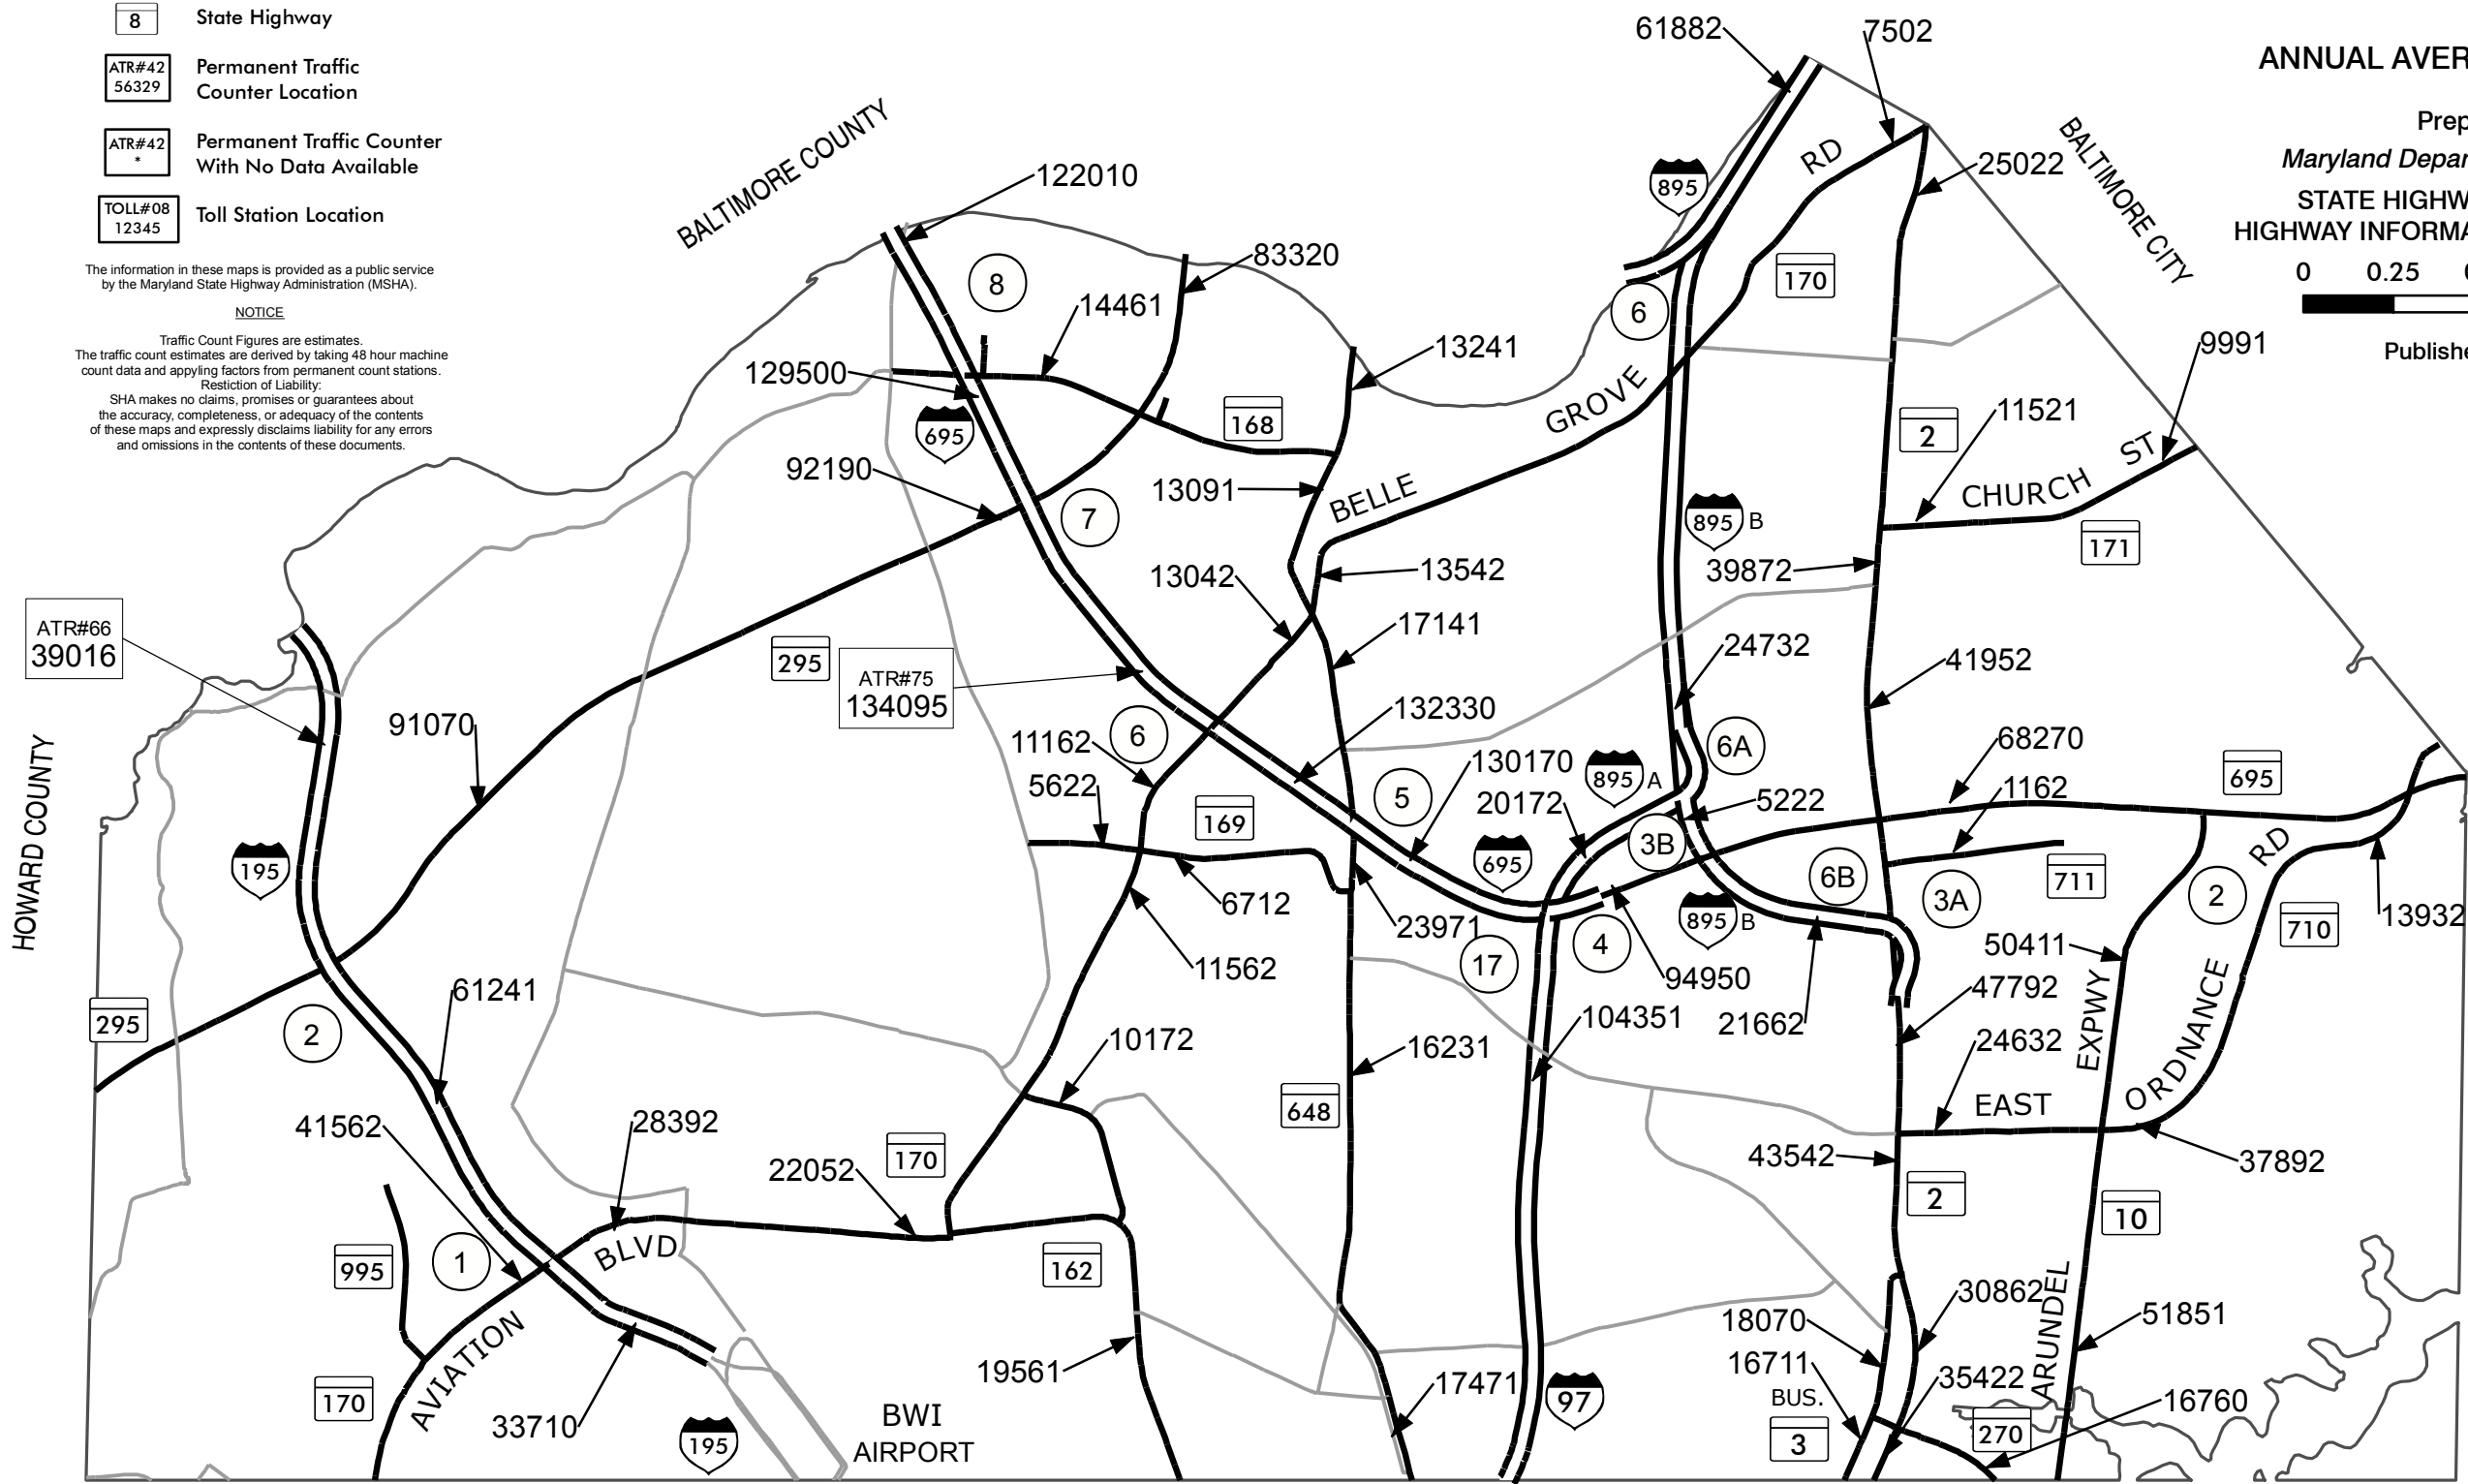 8
State Highway
ATR#42
56329
Permanent Traffic
Counter Location
ATR#42
*
Permanent Traffic Counter
With No Data Available
TOLL#08
12345
Toll Station Location
The information in these maps is provided as a public service
by the Maryland State Highway Administration (MSHA).
NOTICE
Traffic Count Figures are estimates.
The traffic count estimates are derived by taking 48 hour machine
count data and appyling factors from permanent count stations.
Restiction of Liability:
SHA makes no claims, promises or guarantees about
the accuracy, completeness, or adequacy of the contents
of these maps and expressly disclaims liability for any errors
and omissions in the contents of these documents.
ANNUAL AVER
Prep
Maryland Depar
STATE HIGHW
HIGHWAY INFORMA
0 0.25
Publishe
61882
7502
BALTIMORE COUNTY
BALTIMORE CITY
HOWARD COUNTY
122010
RD
25022
895
8
83320
170
6
14461
13241
9991
129500
GROVE
168
695
2
11521
92190
13091
BELLE
ST
CHURCH
7
895 B
171
13042
13542
39872
ATR#66
39016
17141
295
24732
ATR#75
134095
41952
132330
91070
11162
6
6A
68270
130170
695
895 A
5622
5
20172
5222
1162
169
3B
RD
195
695
711
6B
2
6712
3A
895 B
710
13932
23971
4
50411
17
11562
94950
61241
47792
295
104351
21662
EXPWY
ORDNANCE
2
10172
16231
24632
EAST
648
41562
28392
170
43542
37892
22052
2
10
BLVD
995
1
162
30862
ARUNDEL
51851
18070
AVIATION
19561
16711
17471
35422
170
33710
BUS.
3
97
16760
BWI
AIRPORT
195
270